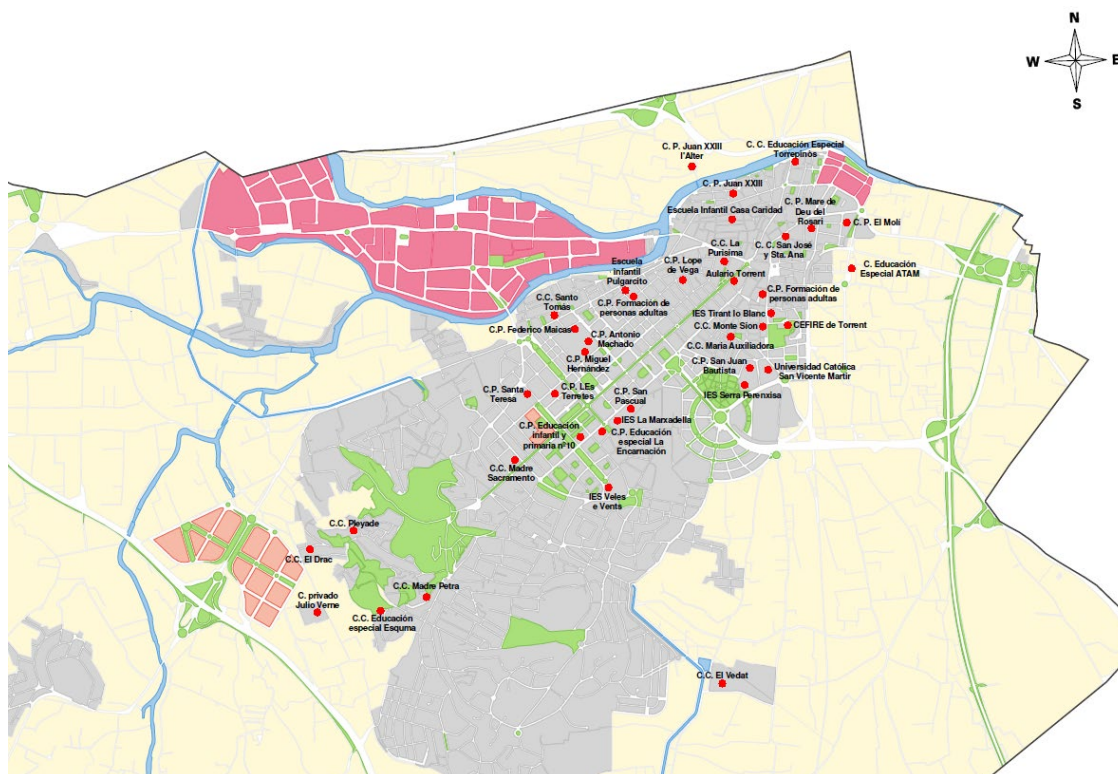 N
W
E
S
C. P. Juan XXIII
l'Alter
C. C. Educación Especial
Torrepinos
C. P. Juan XXIII
C. P. Mare de
Deu del
Rosari
Escuela Infantil Casa Caridad
C. P. El Molí
C. C. San José
y Sta. Ana
C.C. La
Purisima
C. Educación
Especial ATAM
C.P. Lope
de Vega
Aulario Torrent
Escuela
Infantil
Pulgarcito
C.P. Formación de
personas adultas
C.P. Formación de
personas adultas
C.C. Santo
Tomás
IES Tirant lo Blanc
C.P. Federico Maicas
C.C. Monte Sion
CEFIRE de Torrent
C.P. Antonio
Machado
C.C. Maria Auxiliadora
C.P. Miguel
Hernández
C.P. San Juan
Bautista
Universidad Católica
San Vicente Martir
IES Serra Perenxisa
C.P. Santa
Teresa
C.P. LEs
Terretes
C.P. San
Pascual
IES La Marxadella
C.P. Educación
infantil y
primaria nº10
C.P. Educación
especial La
Encarnación
C.C. Madre
Sacramento
IES Veles
e Vents
C.C. Pleyade
C.C. El Drac
C.C. Madre Petra
C. privado
Julio Verne
C.C. Educación
especial Esquma
C.C. El Vedat